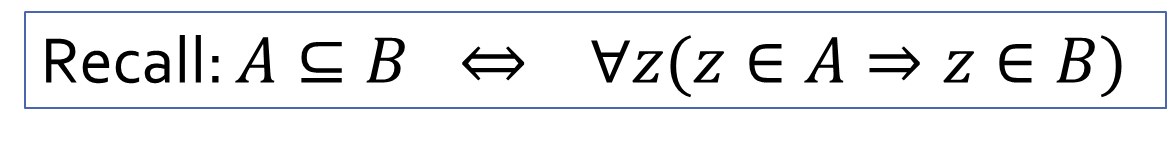 Recall: 𝐴 ⊆ 𝐵 ⇔ ∀𝑧(𝑧 ∈ 𝐴 ⇒ 𝑧 ∈ 𝐵)